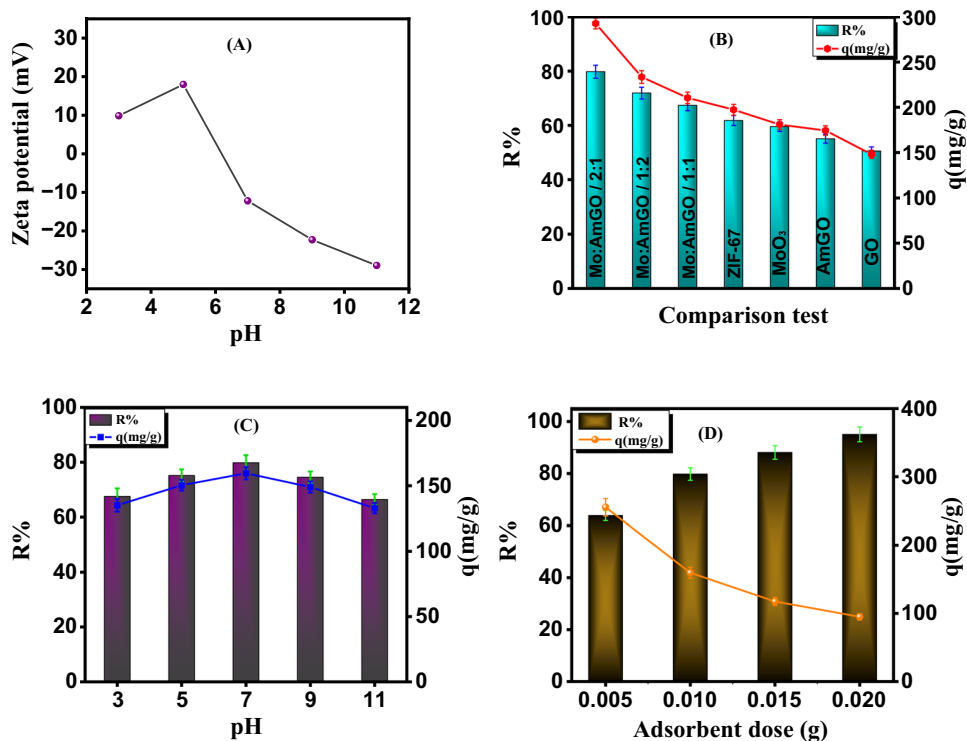 (A)
Zeta potential (mV)
30
20
10
0
−10
−20
−30
2 4 6 8 10 12
pH
(B)
R%
q(mg/g)
R%
100
80
60
40
20
0
Mo:AmGO / 2:1
Mo:AmGO / 1:2
Mo:AmGO / 1:1
ZIF-67
MoO₃
AmGO
GO
300
250
200
150
100
50
0
q(mg/g)
Comparison test
(C)
R%
q(mg/g)
R%
100
80
60
40
20
0
3 5 7 9 11
pH
200
150
100
50
0
q(mg/g)
(D)
R%
q(mg/g)
R%
100
80
60
40
20
0
0.005 0.010 0.015 0.020
Adsorbent dose (g)
400
300
200
100
0
q(mg/g)